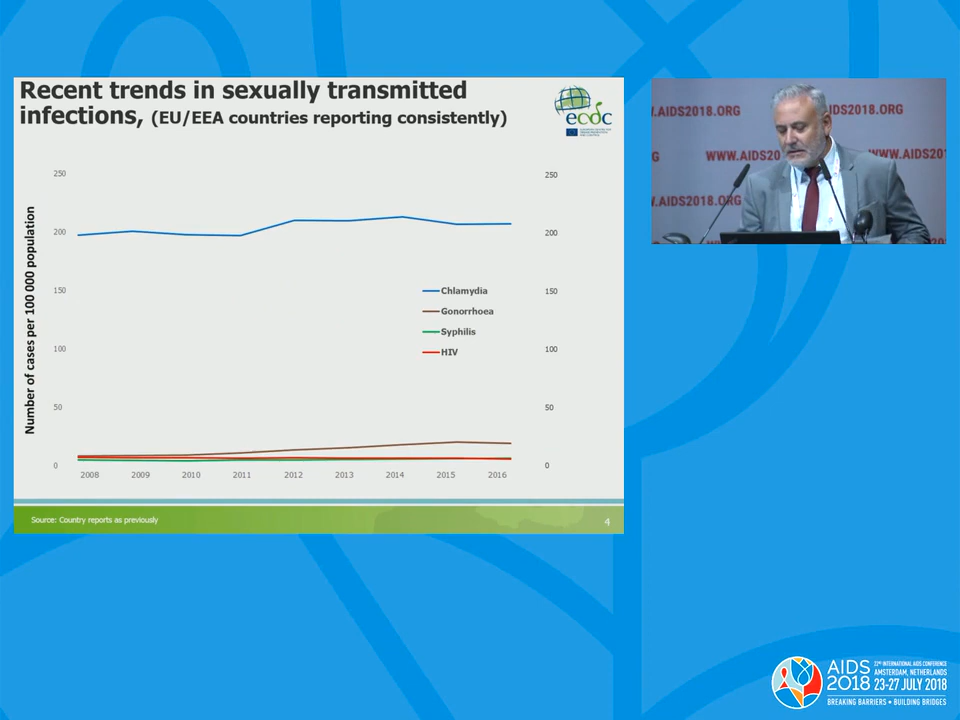 Recent trends in sexually transmitted
infections, (EU/EEA countries reporting consistently)
ecdc
Number of cases per 100 000 population
250
200
150
100
50
0
250
200
150
100
50
0
Chlamydia
Gonorrhoea
Syphilis
HIV
2008 2009 2010 2011 2012 2013 2014 2015 2016
Source: Country reports as previously
4
.AIDS2018.ORG
IDS2018.ORG
G
WWW.AIDS20
WWW.AIDS201
.AIDS2018.ORG
AIDS
2018
22ND INTERNATIONAL AIDS CONFERENCE
AMSTERDAM, NETHERLANDS
23-27 JULY 2018
BREAKING BARRIERS • BUILDING BRIDGES